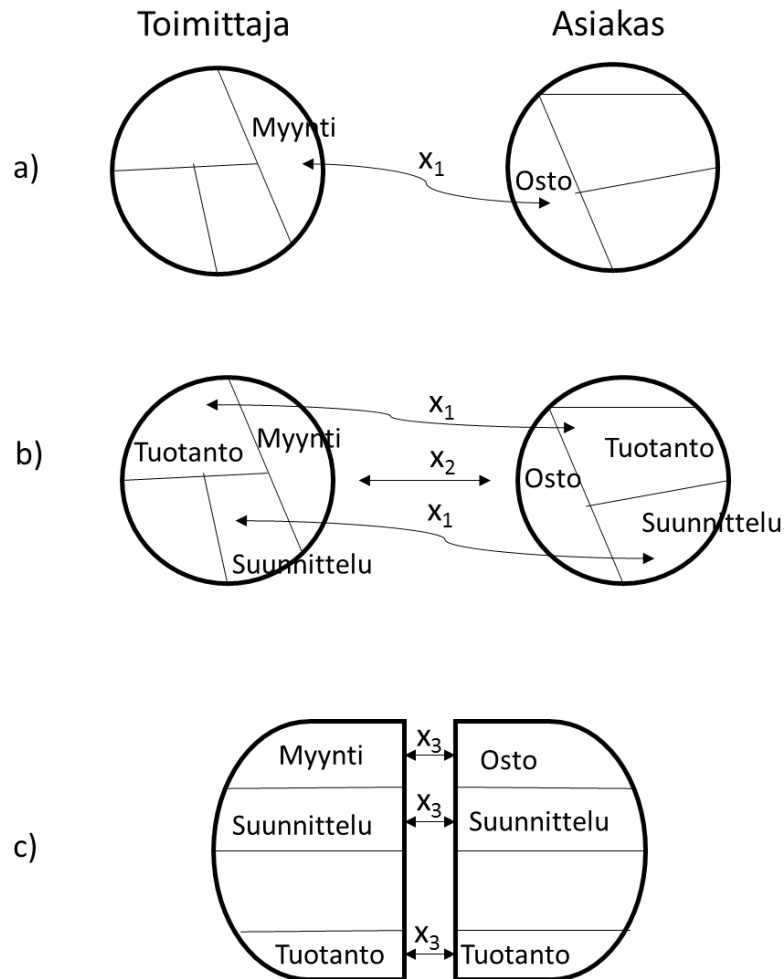 Toimittaja Asiakas
a)
Myynti
x1
Osto
b)
x1
Tuotanto Myynti
x2
Osto Tuotanto
x1
Suunnittelu
Suunnittelu
c)
Myynti x3 Osto
Suunnittelu x3 Suunnittelu
Tuotanto x3 Tuotanto